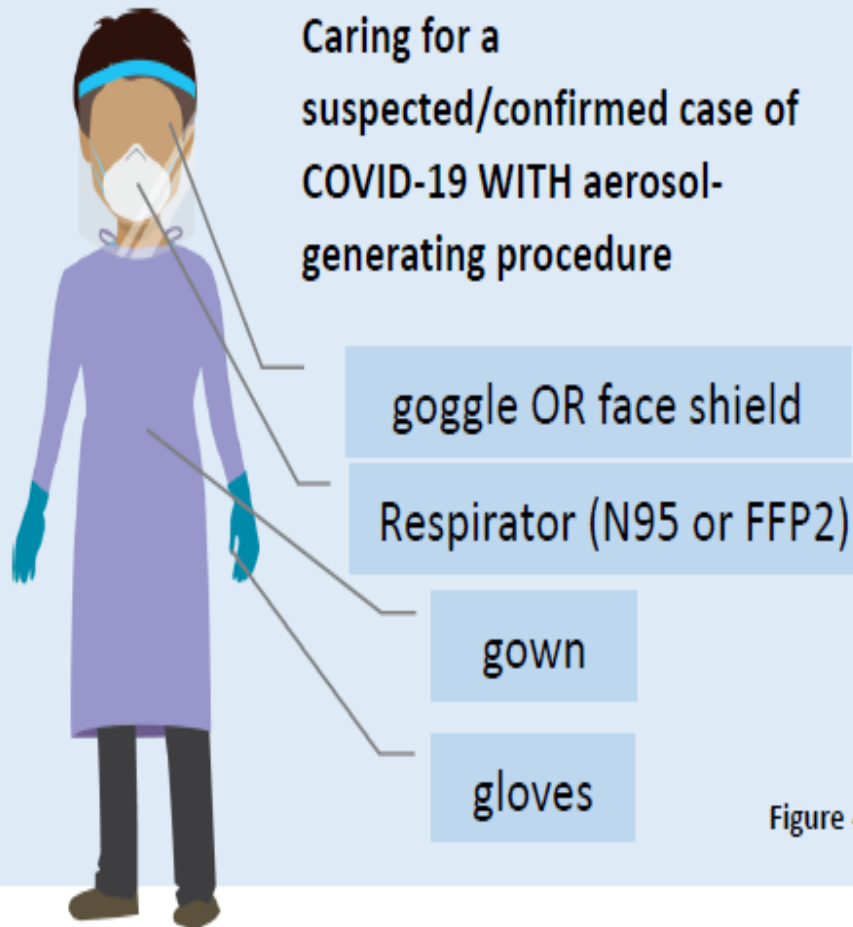 Caring for a
suspected/confirmed case of
COVID-19 WITH aerosol-
generating procedure
goggle OR face shield
Respirator (N95 or FFP2)
gown
gloves
Figure